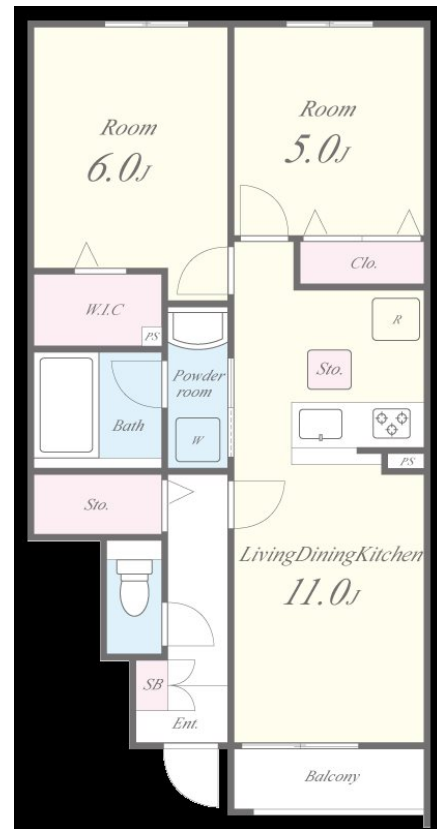 Room
6.0J
Room
5.0J
W.I.C
PS
Clo.
R
Powder
room
W
Bath
Sto.
Sto.
PS
LivingDiningKitchen
11.0J
SB
Ent.
Balcony